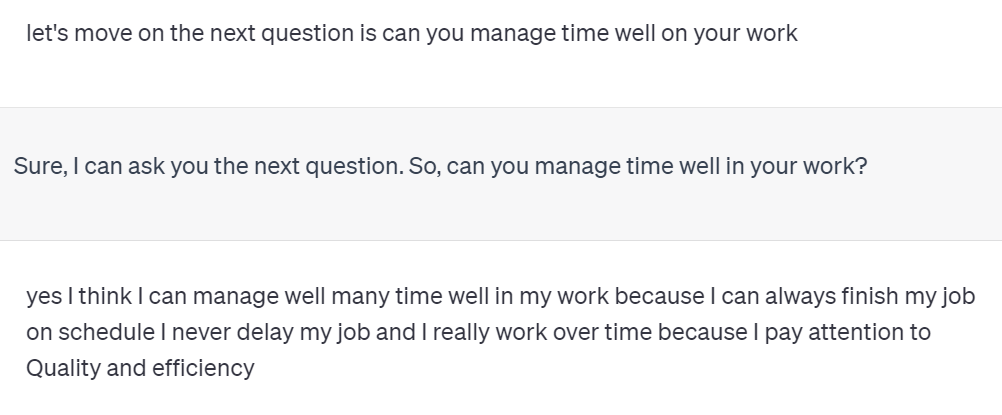 let's move on the next question is can you manage time well on your work
Sure, I can ask you the next question. So, can you manage time well in your work?
yes I think I can manage well many time well in my work because I can always finish my job
on schedule I never delay my job and I really work over time because I pay attention to
Quality and efficiency